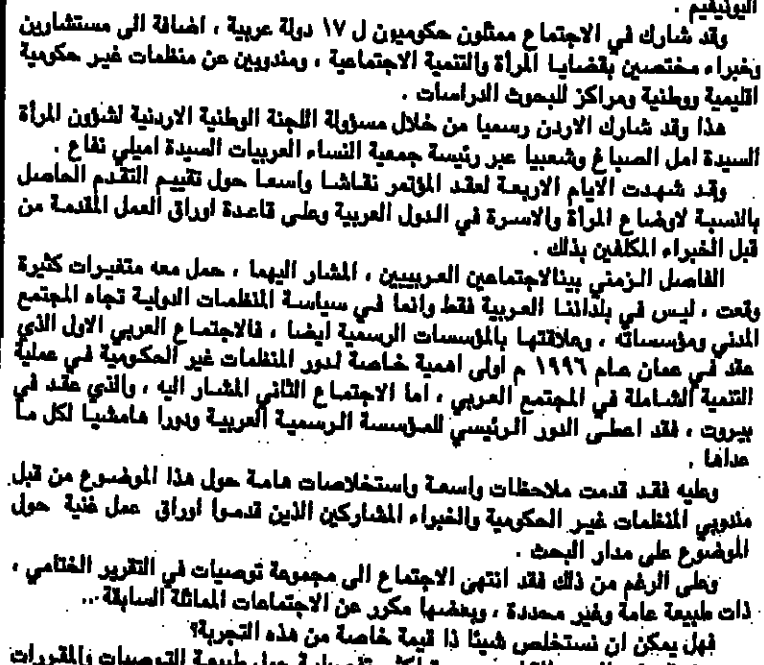 اليونيفيم .
وقد شارك في الاجتماع ممثلون حكوميون ل ١٧ دولة عربية ، اضافة الى مستشارين
وخبراء مختصين بقضايا المرأة والتنمية الاجتماعية ، ومندوبين عن منظمات غير حكومية
اقليمية ووطنية ومراكز للبحوث الدراسات .
هذا وقد شارك الاردن رسميا من خلال مسؤولة اللجنة الوطنية الاردنية لشؤون المرأة
السيدة امل الصباغ وشعبيا عبر رئيسة جمعية النساء العربيات السيدة اميلي نفاع .
وقد شهدت الايام الاربعة لعقد المؤتمر نقاشا واسعا حول تقييم التقدم الحاصل
بالنسبة لاوضاع المرأة والاسرة في الدول العربية وعلى قاعدة اوراق العمل المقدمة من
قبل الخبراء المكلفين بذلك .
الفاصل الزمني بينالاجتماعين العربيين ، المشار اليهما ، حمل معه متغيرات كثيرة
وقعت ، ليس في بلداننا العربية فقط وانما في سياسة المنظمات الدولية تجاه المجتمع
المدني ومؤسساته ، وعلاقتها بالمؤسسات الرسمية ايضا ، فالاجتماع العربي الاول الذي
عقد في عمان عام ١٩٩٦ م اولى اهمية خاصة لدور المنظمات غير الحكومية في عملية
التنمية الشاملة في المجتمع العربي ، اما الاجتماع الثاني المشار اليه ، والذي عقد في
بيروت ، فقد اعطى الدور الرئيسي للمؤسسة الرسمية العربية ودورا هامشيا لكل ما
عداها .
وعليه فقد قدمت ملاحظات واسعة واستخلاصات هامة حول هذا الموضوع من قبل
مندوبي المنظمات غير الحكومية والخبراء المشاركين الذين قدموا اوراق عمل غنية حول
الموضوع على مدار البحث .
وعلى الرغم من ذلك فقد انتهى الاجتماع الى مجموعة توصيات في التقرير الختامي ،
ذات طبيعة عامة وغير محددة ، وبعضها مكرر عن الاجتماعات المماثلة السابقة ..
فهل يمكن ان نستخلص شيئا ذا قيمة خاصة من هذه التجربة؟
حول طبيعة التوصيات والمقررات